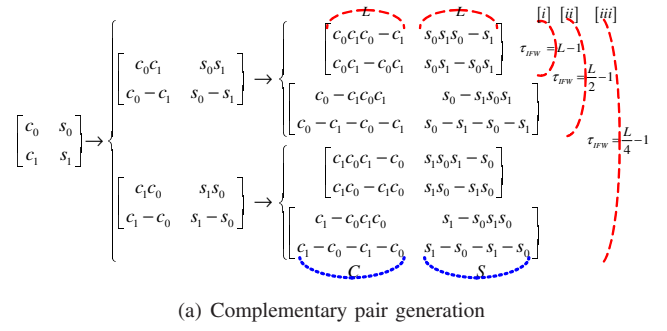 L L [i] [ii] [iii]
c₀c₁c₀ − c₁ s₀s₁s₀ − s₁
c₀c₁ s₀s₁ τ_IFW = L−1
c₀c₁ − c₀c₁ s₀s₁ − s₀s₁
c₀ − c₁ s₀ − s₁ τ_IFW = L/2 −1
c₀ − c₁c₀c₁ s₀ − s₁s₀s₁
c₀ − c₁ − c₀ − c₁ s₀ − s₁ − s₀ − s₁
c₀ s₀
→ → τ_IFW = L/4 −1
c₁ s₁
c₁c₀c₁ − c₀ s₁s₀s₁ − s₀
c₁c₀ s₁s₀
c₁c₀ − c₁c₀ s₁s₀ − s₁s₀
→
c₁ − c₀ s₁ − s₀
c₁ − c₀c₁c₀ s₁ − s₀s₁s₀
c₁ − c₀ − c₁ − c₀ s₁ − s₀ − s₁ − s₀
C S
(a) Complementary pair generation